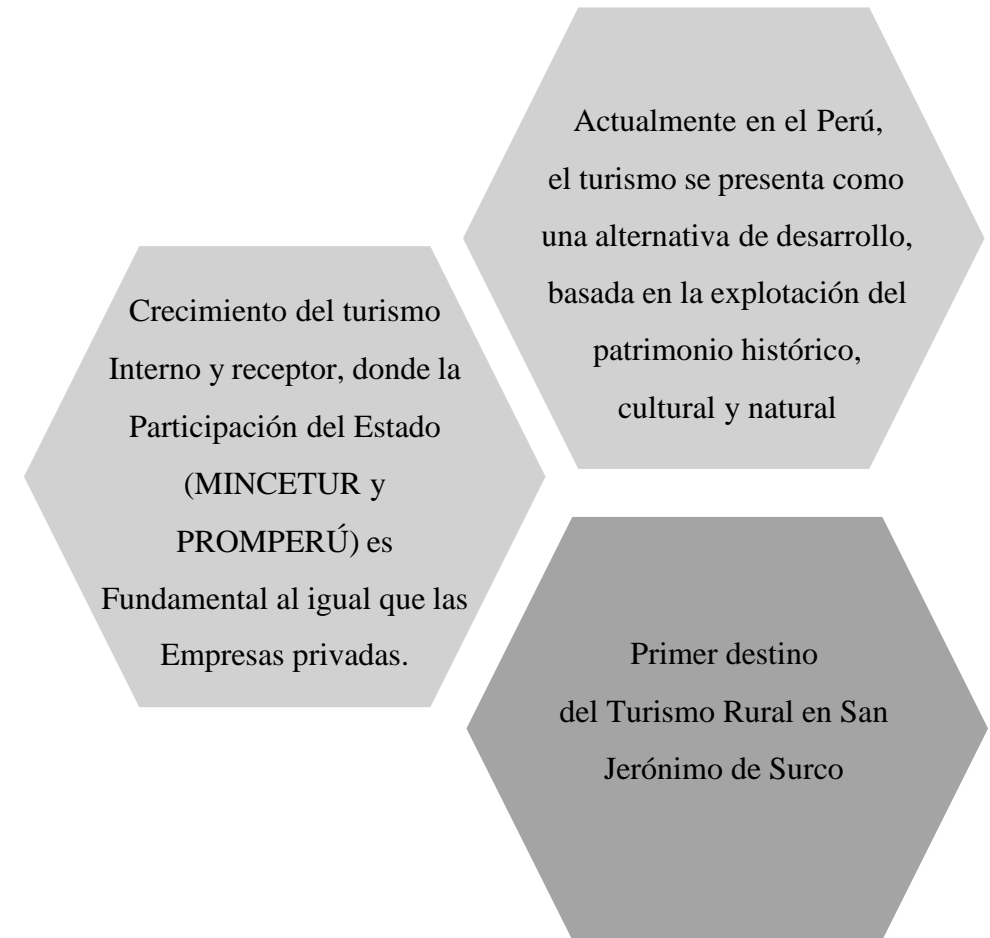 Actualmente en el Perú,
el turismo se presenta como
una alternativa de desarrollo,
basada en la explotación del
patrimonio histórico,
cultural y natural
Crecimiento del turismo
Interno y receptor, donde la
Participación del Estado
(MINCETUR y
PROMPERÚ) es
Fundamental al igual que las
Empresas privadas.
Primer destino
del Turismo Rural en San
Jerónimo de Surco